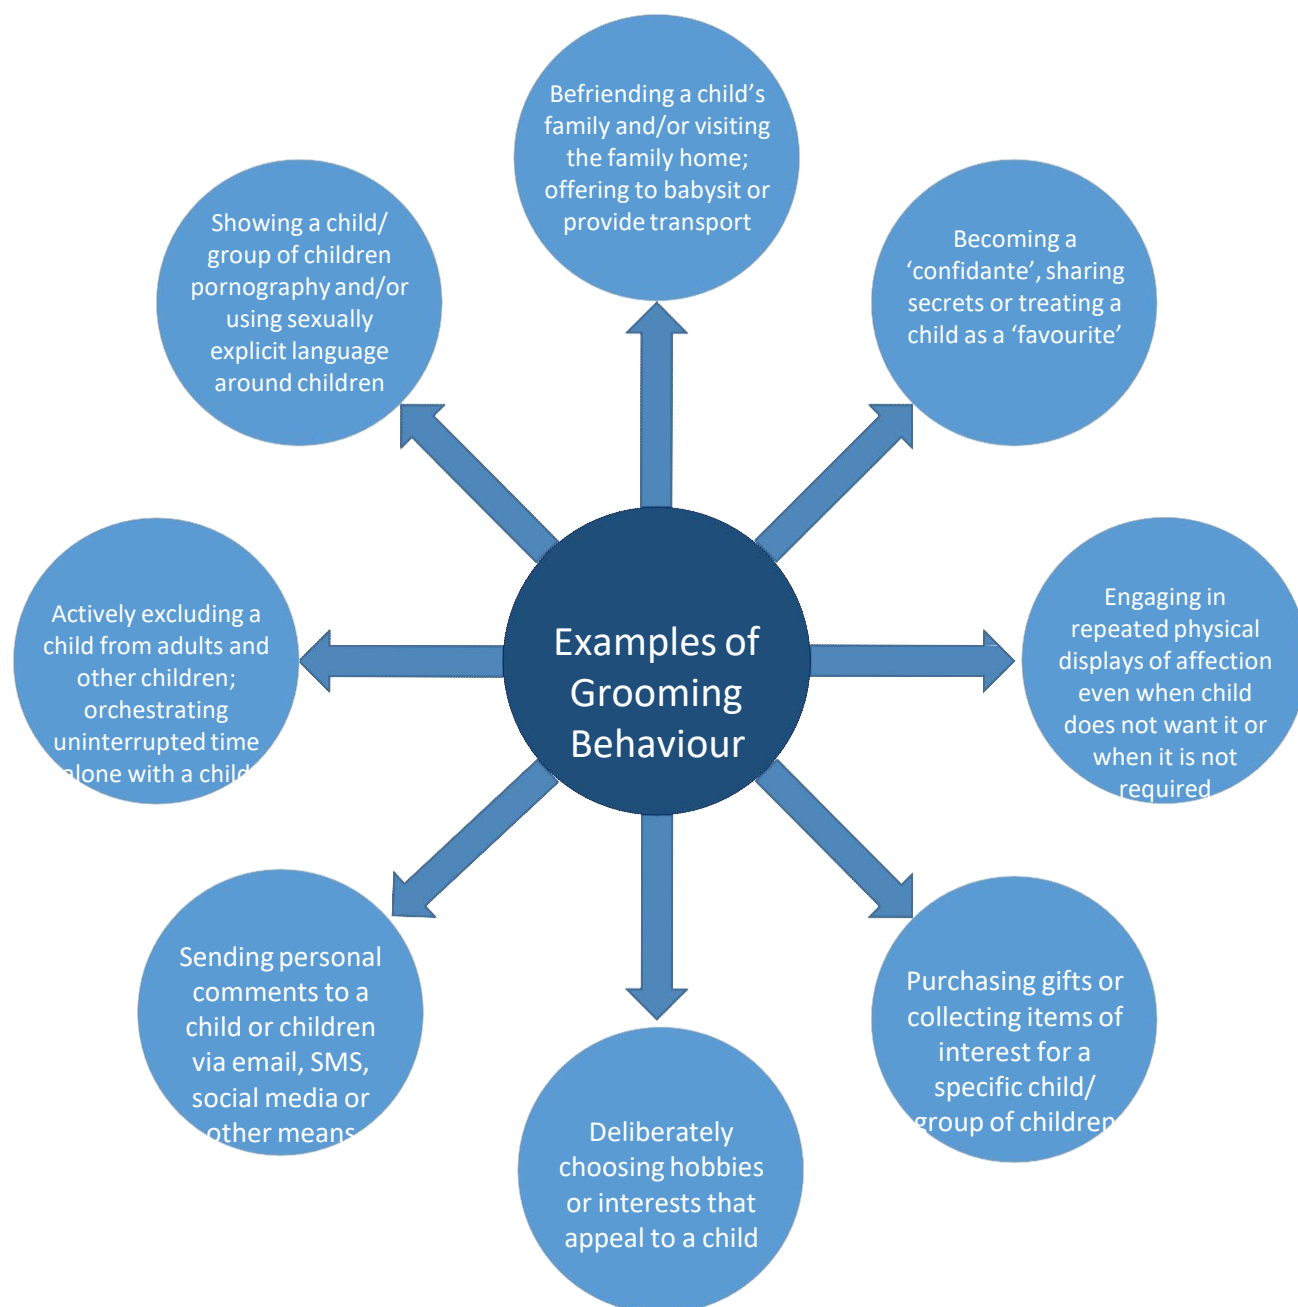 Examples of
Grooming
Behaviour
Befriending a child’s
family and/or visiting
the family home;
offering to babysit or
provide transport
Becoming a
‘confidante’, sharing
secrets or treating a
child as a ‘favourite’
Engaging in
repeated physical
displays of affection
even when child
does not want it or
when it is not
required
Purchasing gifts or
collecting items of
interest for a
specific child/
group of children
Deliberately
choosing hobbies
or interests that
appeal to a child
Sending personal
comments to a
child or children
via email, SMS,
social media or
other means
Actively excluding a
child from adults and
other children;
orchestrating
uninterrupted time
alone with a child
Showing a child/
group of children
pornography and/or
using sexually
explicit language
around children